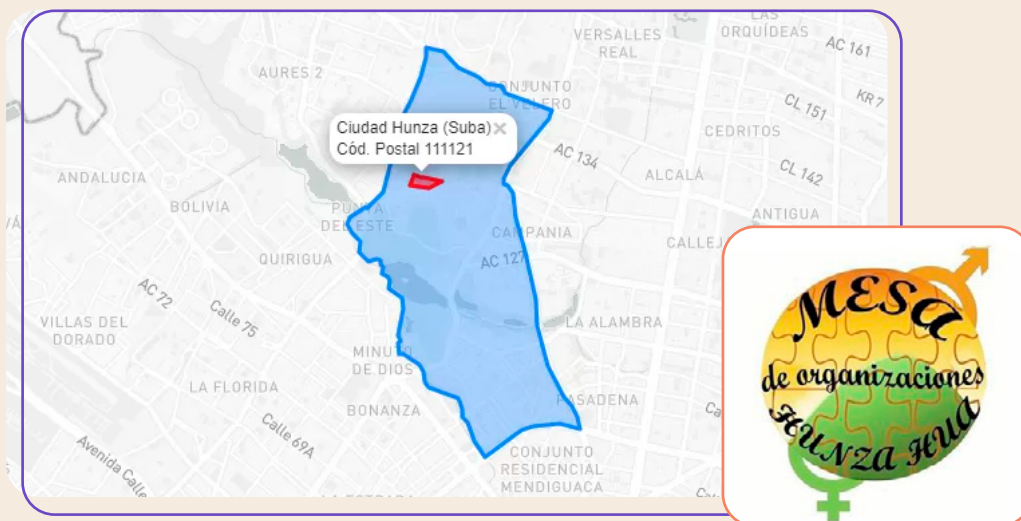 VERSALLES
REAL
LAS
ORQUÍDEAS
AC 161
AURES 2
CONJUNTO
EL VELERO
KR 7
CL 151
Ciudad Hunza (Suba)
Cód. Postal 111121
CEDRITOS
AC 134
CL 142
ANDALUCIA
ALCALÁ
BOLIVIA
PUNTA
DEL ESTE
ANTIGUA
CAMPANIA
CALLEJ
QUIRIGUA
AC 127
AC 72
Calle 75
VILLAS DEL
DORADO
LA ALAMBRA
MINUTO
DE DIOS
LA FLORIDA
BONANZA
PASADENA
Calle 69A
Avenida Calle
CONJUNTO
RESIDENCIAL
MENDIGUACA
MESA
de organizaciones
HUNZA HUA